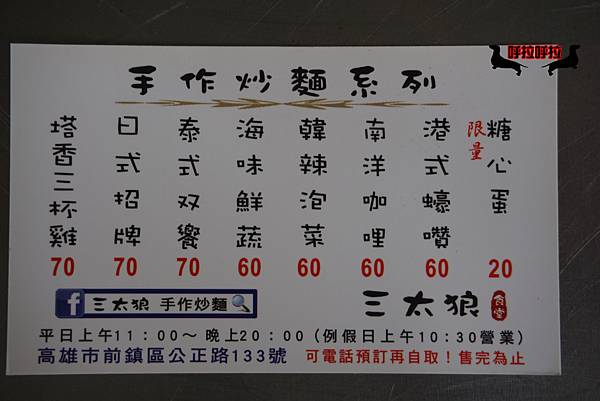 呼拉呼拉
手作炒麵系列
限量
糖心蛋
20
港式蠔讚
60
南洋咖哩
60
韓辣泡菜
60
海味鮮蔬
60
泰式双饗
70
日式招牌
70
塔香三杯雞
70
f 三太狼 手作炒麵
三太狼 食堂
平日上午11：00～晚上20：00(例假日上午10:30營業)
高雄市前鎮區公正路133號 可電話預訂再自取！售完為止